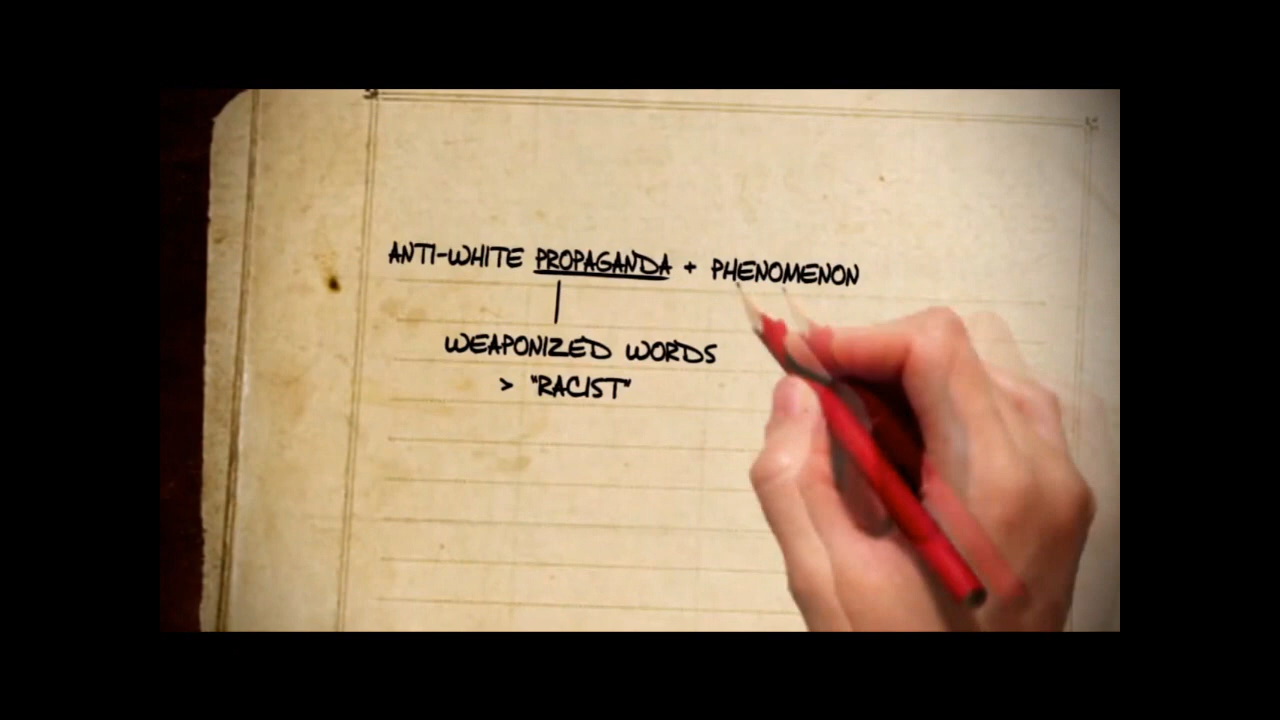 ANTI-WHITE PROPAGANDA + PHENOMENON
WEAPONIZED WORDS
> "RACIST"